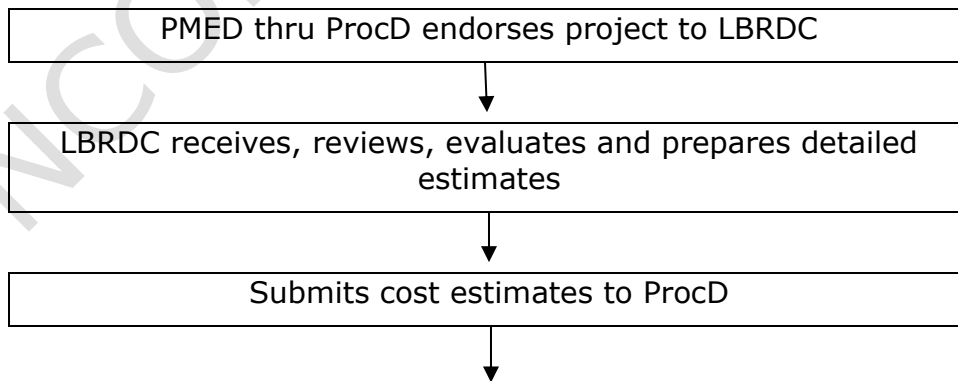 PMED thru ProcD endorses project to LBRDC
LBRDC receives, reviews, evaluates and prepares detailed
estimates
Submits cost estimates to ProcD